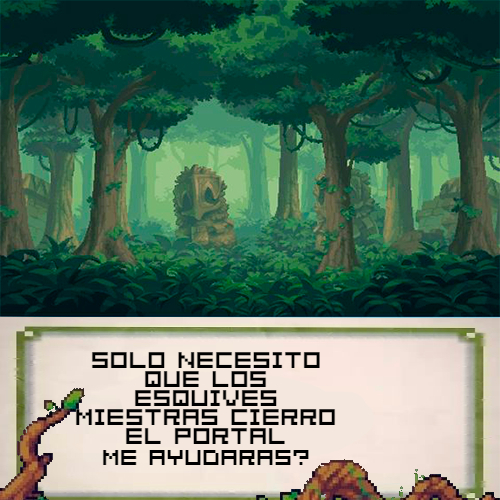 SOLO NECESITO
QUE LOS
ESQUIVES
MIESTRAS CIERRO
EL PORTAL
ME AYUDARAS?